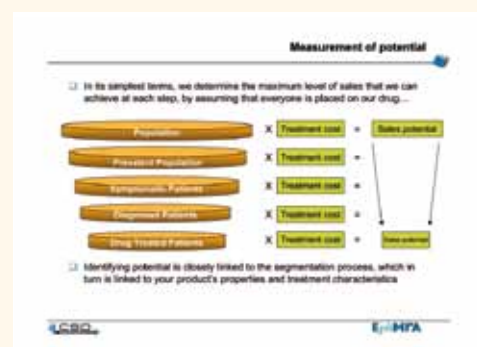 Measurement of potential
❑ In its simplest terms, we determine the maximum level of sales that we can
achieve at each step, by assuming that everyone is placed on our drug…
Population X Treatment cost = Sales potential
Prevalent Population X Treatment cost =
Symptomatic Patients X Treatment cost =
Diagnosed Patients X Treatment cost =
Drug Treated Patients X Treatment cost = Sales potential
❑ Identifying potential is closely linked to the segmentation process, which in
turn is linked to your product's properties and treatment characteristics